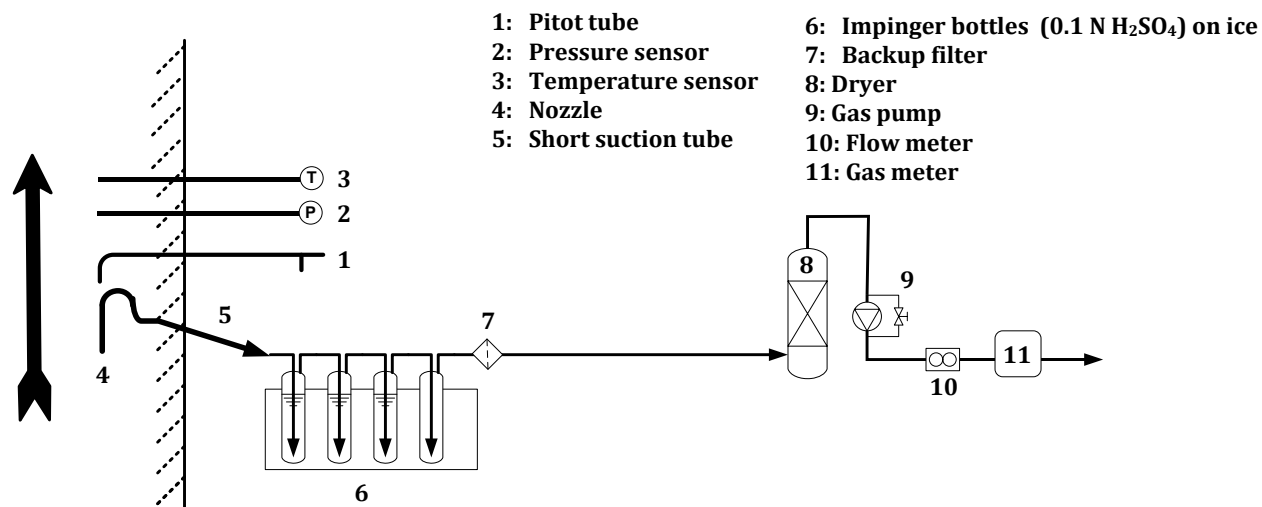 1: Pitot tube
2: Pressure sensor
3: Temperature sensor
4: Nozzle
5: Short suction tube
6: Impinger bottles (0.1 N H₂SO₄) on ice
7: Backup filter
8: Dryer
9: Gas pump
10: Flow meter
11: Gas meter
T 3
P 2
1
5
4
7
6
8
9
10
11